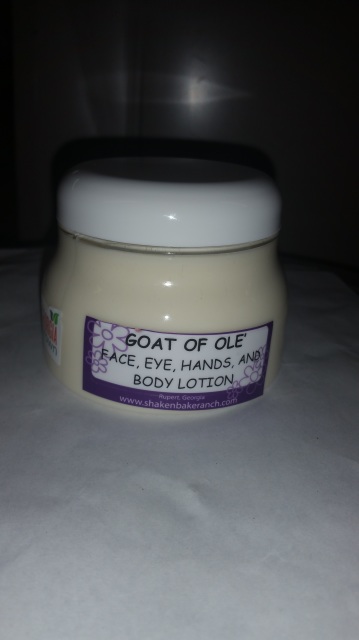 GOAT OF OLE'
FACE, EYE, HANDS, AND
BODY LOTION
Rupert, Georgia
www.shakenbakeranch.com